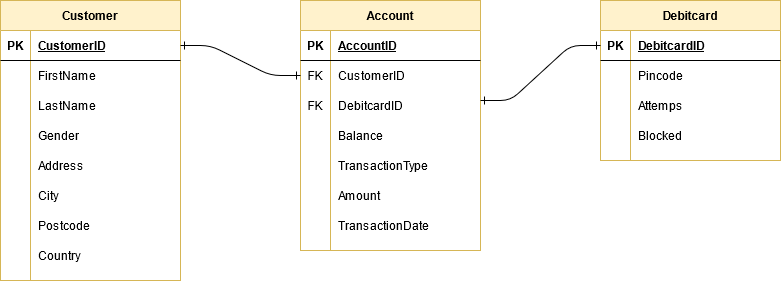 Customer
PK CustomerID
FirstName
LastName
Gender
Address
City
Postcode
Country
Account
PK AccountID
FK CustomerID
FK DebitcardID
Balance
TransactionType
Amount
TransactionDate
Debitcard
PK DebitcardID
Pincode
Attemps
Blocked